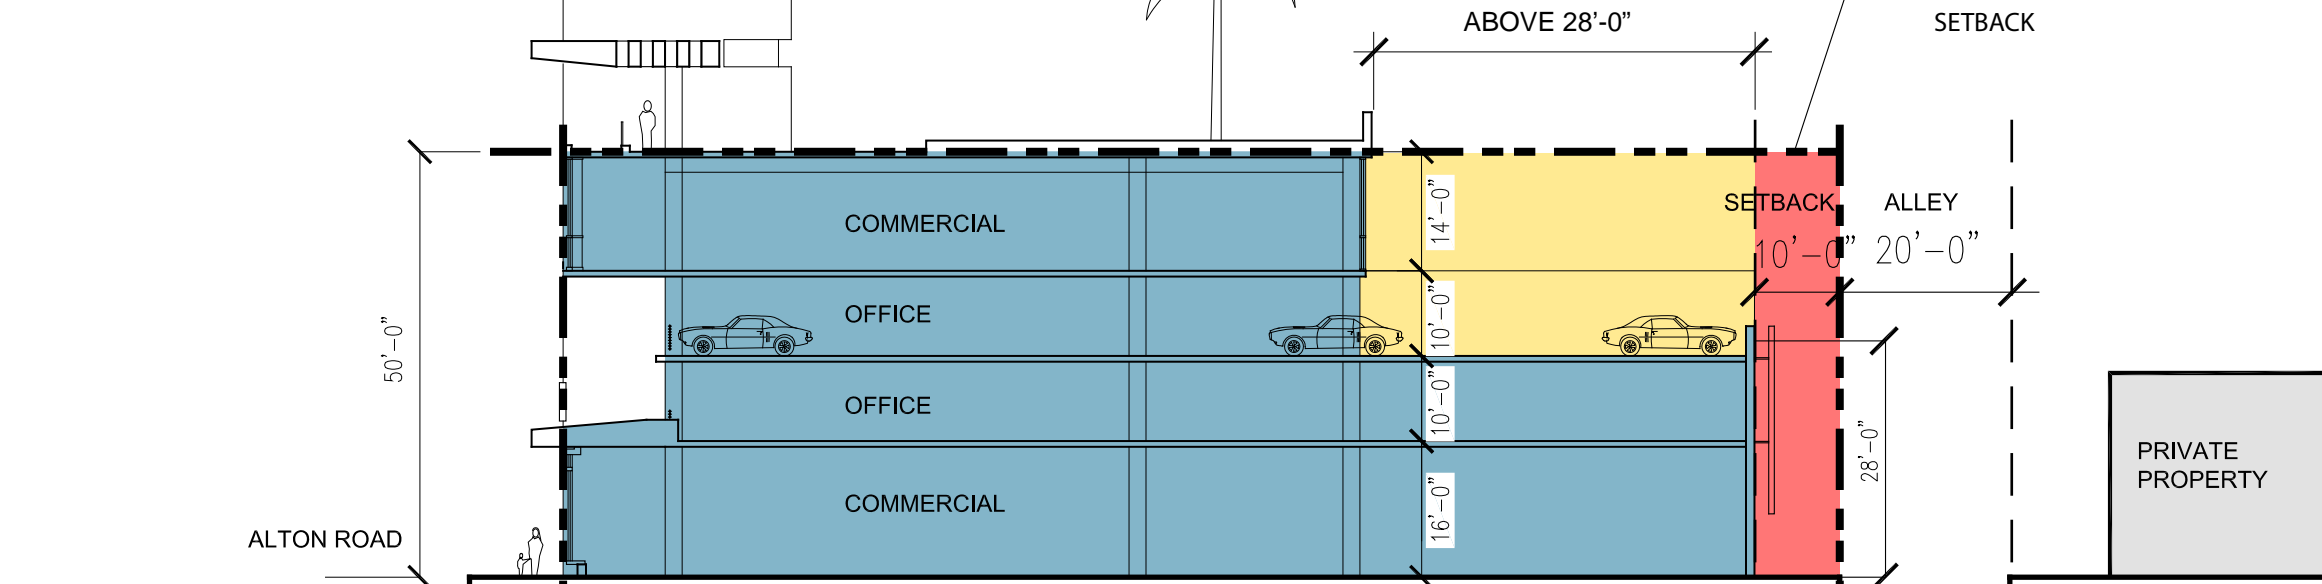 ABOVE 28'-0"
SETBACK
SETBACK
ALLEY
10'-0"
20'-0"
14'-0"
COMMERCIAL
10'-0"
OFFICE
50'-0"
10'-0"
OFFICE
28'-0"
PRIVATE
PROPERTY
16'-0"
COMMERCIAL
ALTON ROAD